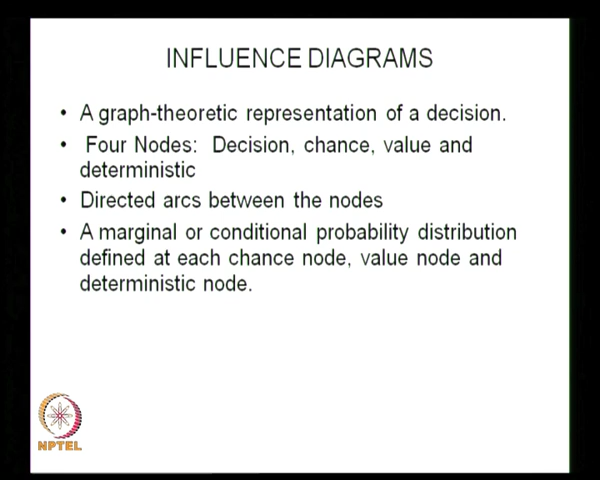 INFLUENCE DIAGRAMS
• A graph-theoretic representation of a decision.
• Four Nodes: Decision, chance, value and
deterministic
• Directed arcs between the nodes
• A marginal or conditional probability distribution
defined at each chance node, value node and
deterministic node.
NPTEL